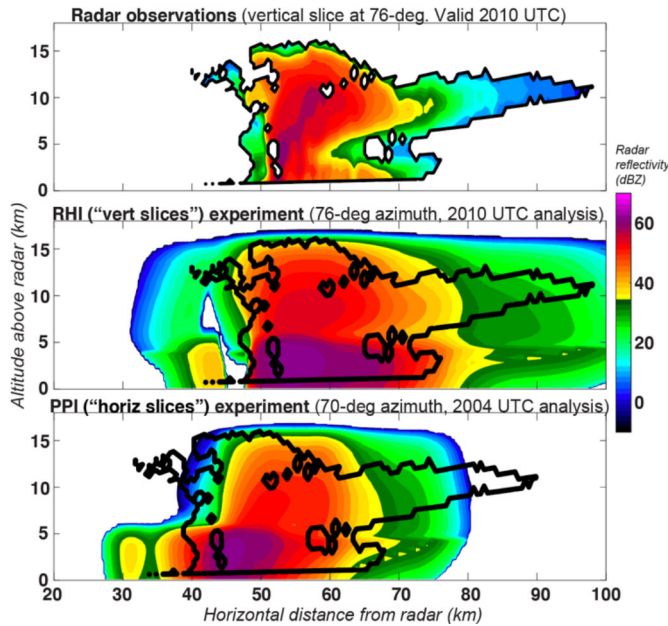 Radar observations (vertical slice at 76-deg. Valid 2010 UTC)
15
10
5
0
Radar
reflectivity
(dBZ)
RHI ("vert slices") experiment (76-deg azimuth, 2010 UTC analysis)
Altitude above radar (km)
15
10
5
0
60
50
40
30
20
10
0
PPI ("horiz slices") experiment (70-deg azimuth, 2004 UTC analysis)
15
10
5
0
20 30 40 50 60 70 80 90 100
Horizontal distance from radar (km)